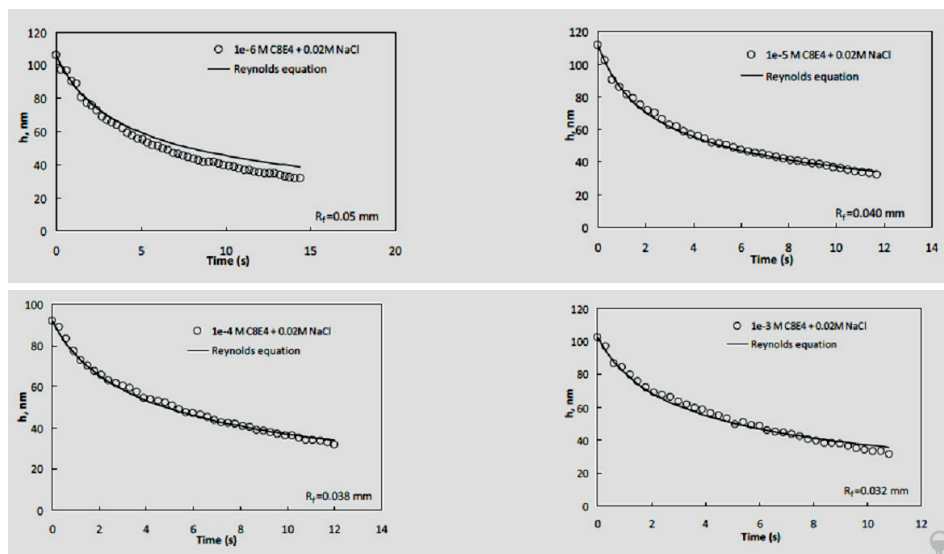 120
100
80
60
40
20
0
h, nm
1e-6 M C8E4 + 0.02M NaCl
Reynolds equation
Rf=0.05 mm
0 5 10 15 20
Time (s)
120
100
80
60
40
20
0
h, nm
1e-5 M C8E4 + 0.02M NaCl
Reynolds equation
Rf=0.040 mm
0 2 4 6 8 10 12 14
Time (s)
100
80
60
40
20
0
h, nm
1e-4 M C8E4 + 0.02M NaCl
Reynolds equation
Rf=0.038 mm
0 2 4 6 8 10 12 14
Time (s)
120
100
80
60
40
20
0
h, nm
1e-3 M C8E4 + 0.02M NaCl
Reynolds equation
Rf=0.032 mm
0 2 4 6 8 10 12
Time (s)